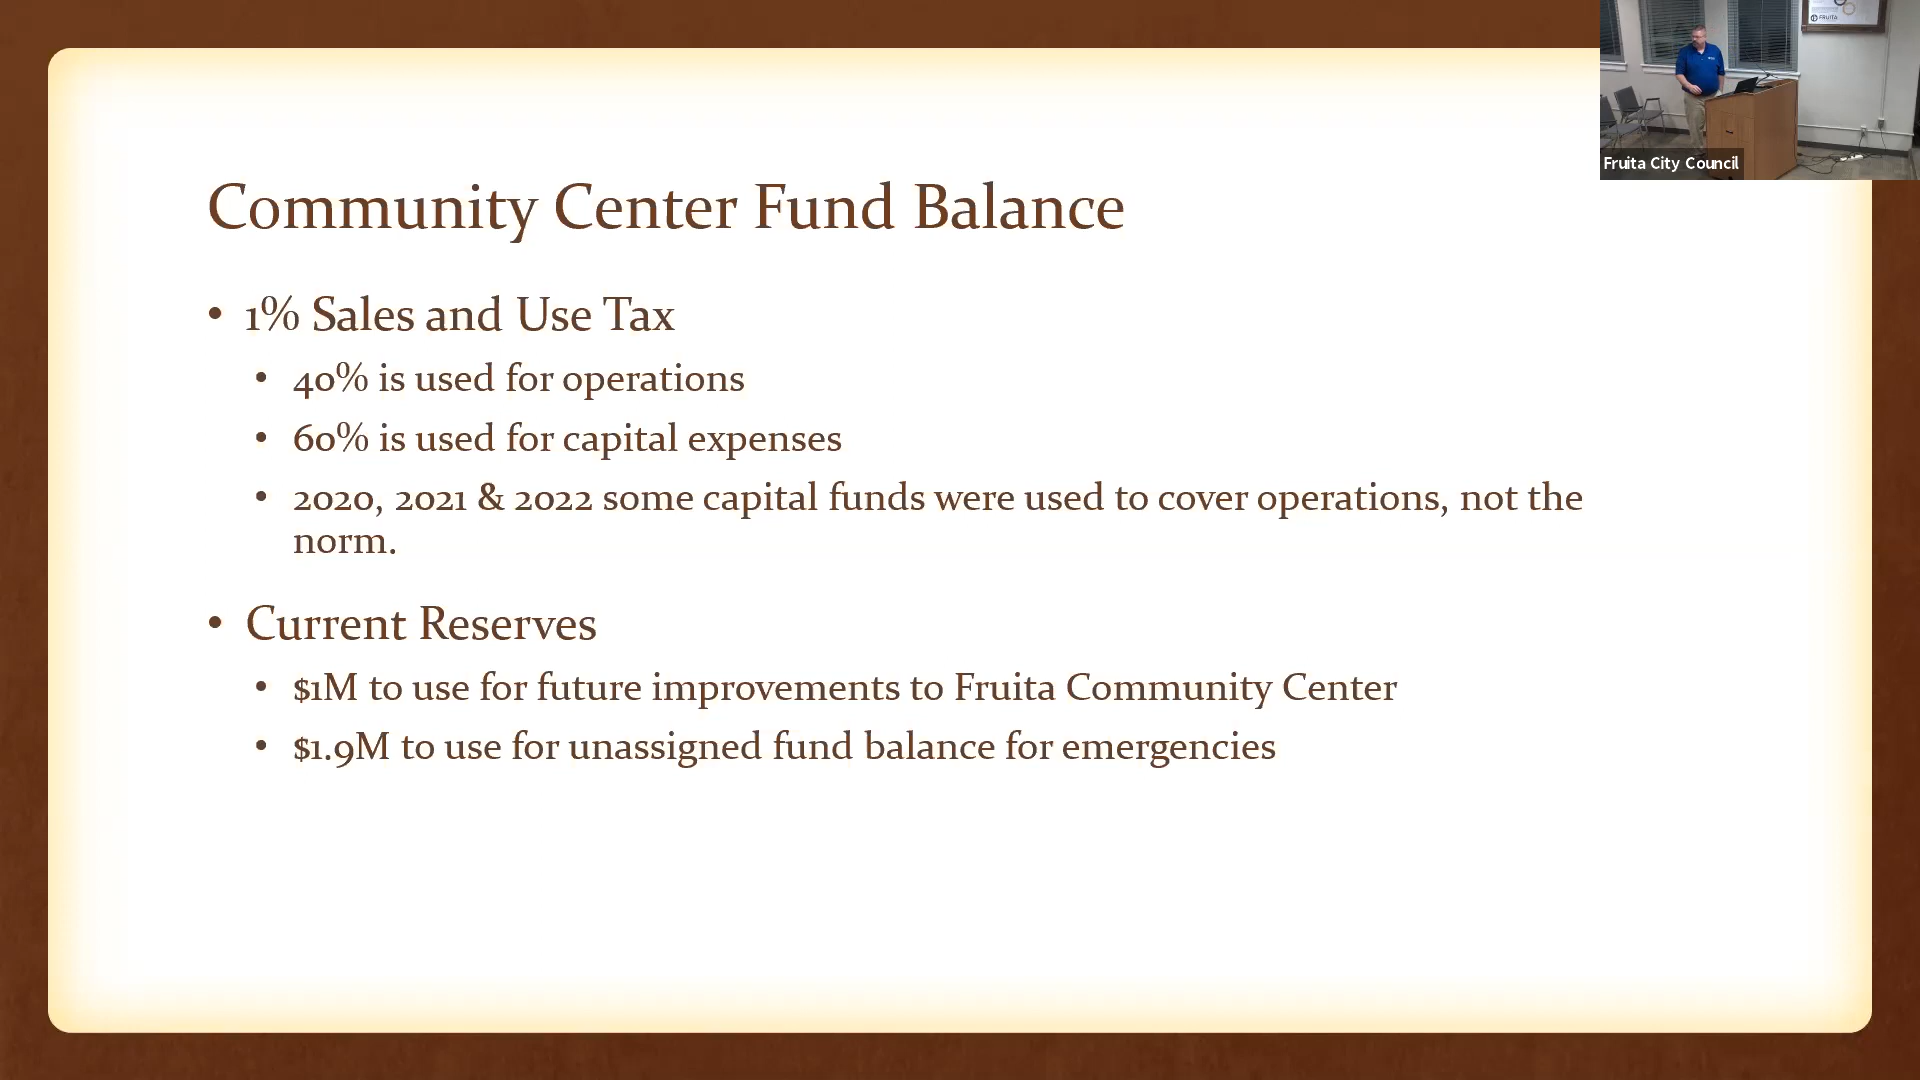 Community Center Fund Balance
• 1% Sales and Use Tax
• 40% is used for operations
• 60% is used for capital expenses
• 2020, 2021 & 2022 some capital funds were used to cover operations, not the
norm.
• Current Reserves
• $1M to use for future improvements to Fruita Community Center
• $1.9M to use for unassigned fund balance for emergencies
FRUITA
Fruita City Council